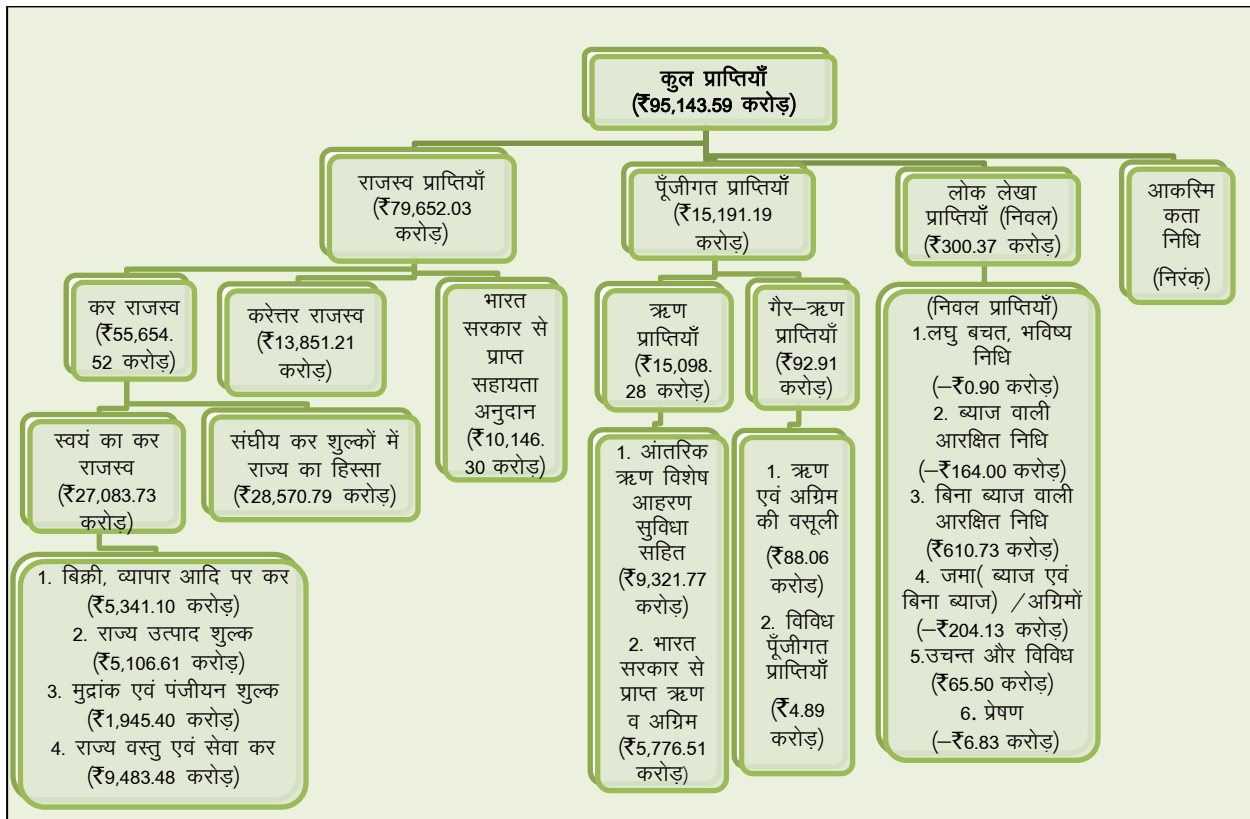 कुल प्राप्तियाँ
(₹95,143.59 करोड़)
राजस्व प्राप्तियाँ
(₹79,652.03
करोड़)
पूँजीगत प्राप्तियाँ
(₹15,191.19
करोड़)
लोक लेखा
प्राप्तियाँ (निवल)
(₹300.37 करोड़)
आकस्मि
कता
निधि
(निरंक़)
कर राजस्व
(₹55,654.
52 करोड़)
करेत्तर राजस्व
(₹13,851.21
करोड़)
भारत
सरकार से
प्राप्त
सहायता
अनुदान
(₹10,146.
30 करोड़)
ऋण
प्राप्तियाँ
(₹15,098.
28 करोड़)
गैर–ऋण
प्राप्तियाँ
(₹92.91
करोड़)
(निवल प्राप्तियाँ)
1.लघु बचत, भविष्य
निधि
(–₹0.90 करोड़)
2. ब्याज वाली
आरक्षित निधि
(–₹164.00 करोड़)
3. बिना ब्याज वाली
आरक्षित निधि
(₹610.73 करोड़)
4. जमा( ब्याज एवं
बिना ब्याज) /अग्रिमों
(–₹204.13 करोड़)
5.उचन्त और विविध
(₹65.50 करोड़)
6. प्रेषण
(–₹6.83 करोड़)
स्वयं का कर
राजस्व
(₹27,083.73
करोड़)
संघीय कर शुल्कों में
राज्य का हिस्सा
(₹28,570.79 करोड़)
1. आंतरिक
ऋण विशेष
आहरण
सुविधा
सहित
(₹9,321.77
करोड़)
2. भारत
सरकार से
प्राप्त ऋण
व अग्रिम
(₹5,776.51
करोड़)
1. ऋण
एवं अग्रिम
की वसूली
(₹88.06
करोड)
2. विविध
पूँजीगत
प्राप्तियाँ
(₹4.89
करोड़)
1. बिक्री, व्यापार आदि पर कर
(₹5,341.10 करोड़)
2. राज्य उत्पाद शुल्क
(₹5,106.61 करोड़)
3. मुद्रांक एवं पंजीयन शुल्क
(₹1,945.40 करोड़)
4. राज्य वस्तु एवं सेवा कर
(₹9,483.48 करोड़)